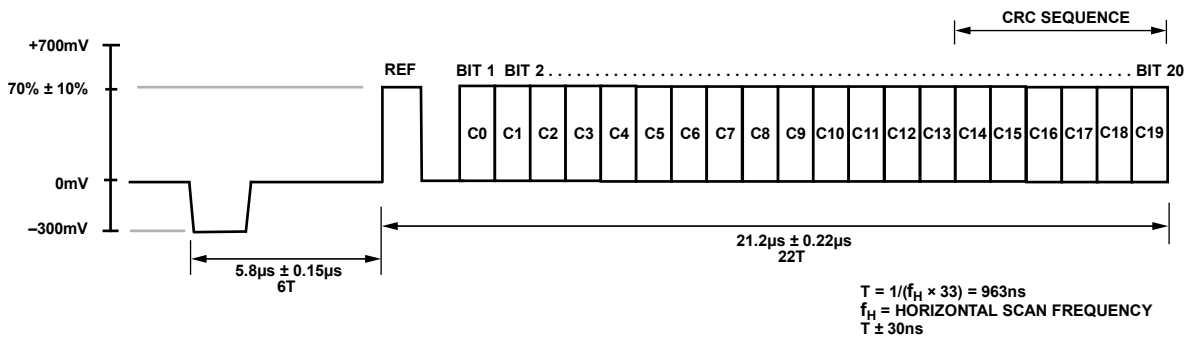 CRC SEQUENCE
+700mV
REF
BIT 1 BIT 2 . . . . . . . . . . . . . . . . . . . . . . . . . . . . . . . . . . . . . . . . . . . . . . . . . . . . . . . . . . . . . . . . . . . . BIT 20
70% ± 10%
C0 C1 C2 C3 C4 C5 C6 C7 C8 C9 C10 C11 C12 C13 C14 C15 C16 C17 C18 C19
0mV
–300mV
21.2µs ± 0.22µs
22T
5.8µs ± 0.15µs
6T
T = 1/(fH × 33) = 963ns
fH = HORIZONTAL SCAN FREQUENCY
T ± 30ns